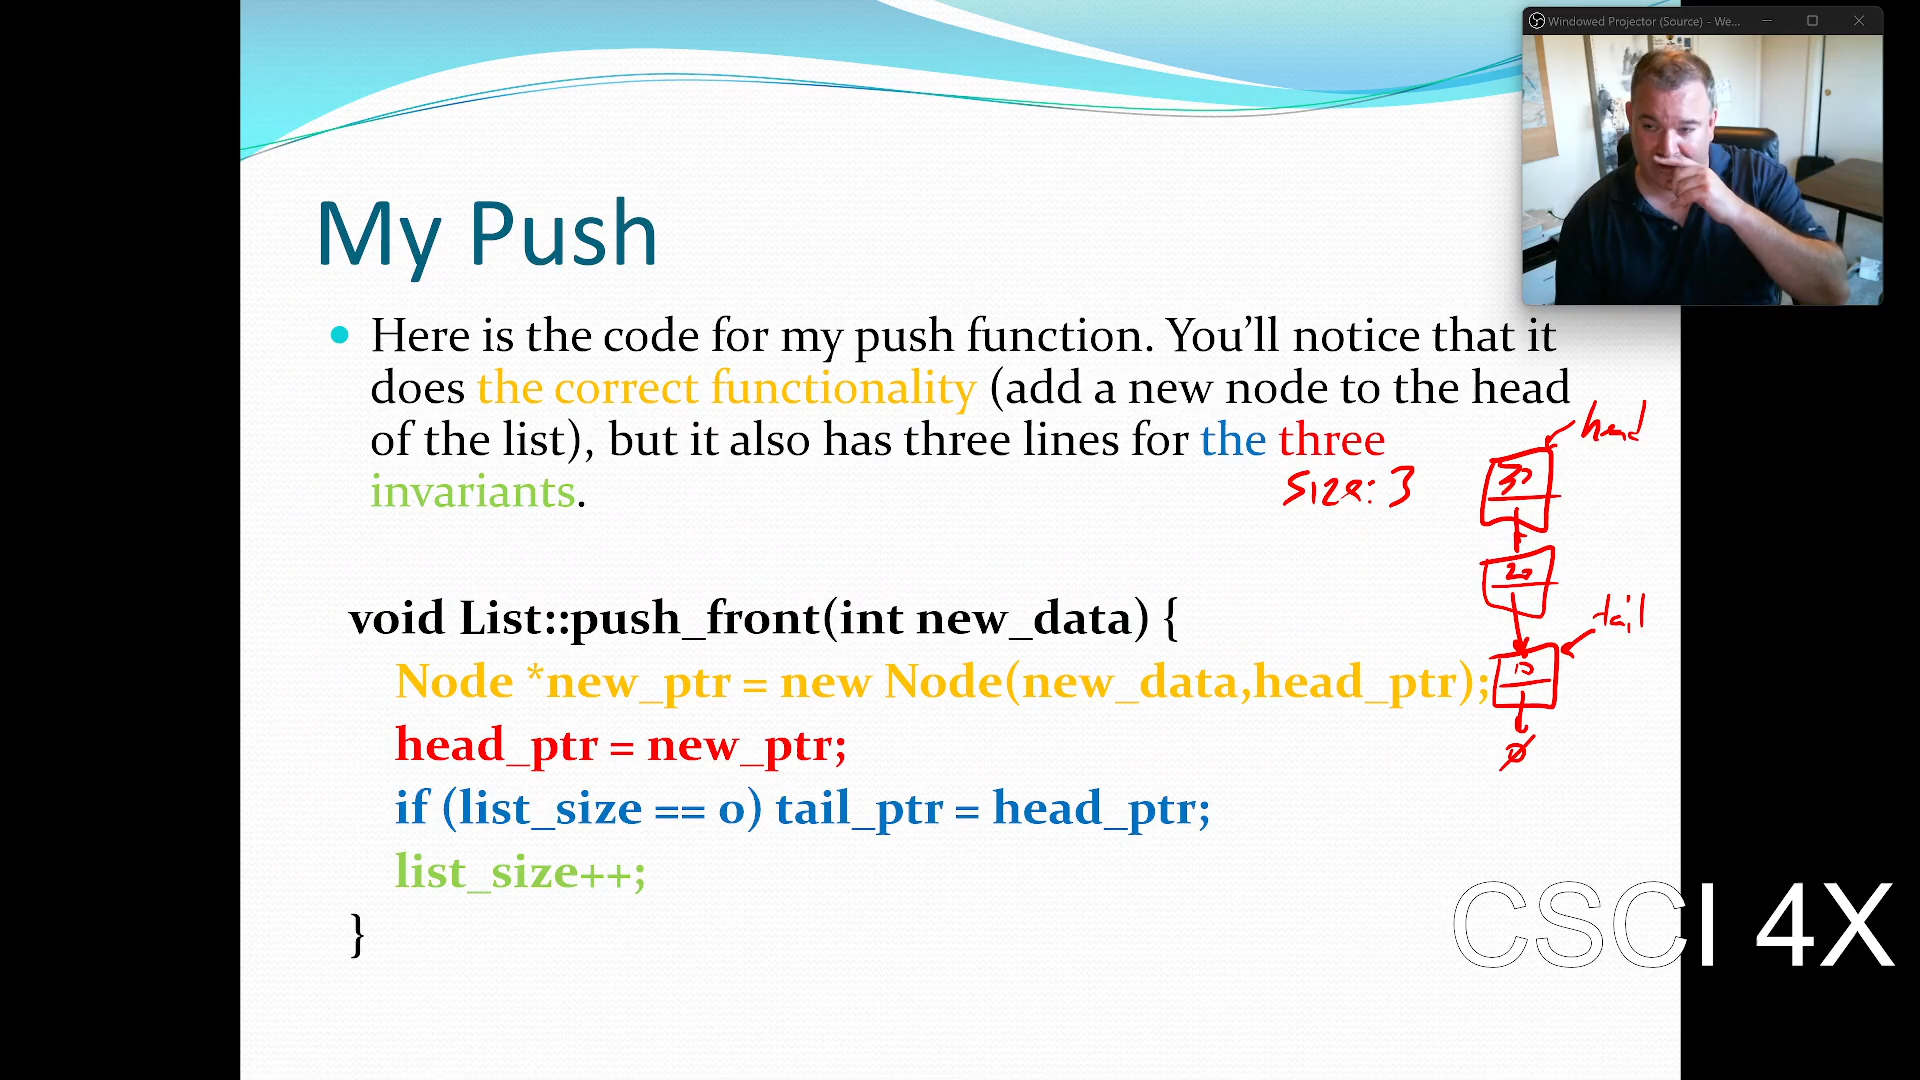 Windowed Projector (Source) - We...
My Push
Here is the code for my push function. You'll notice that it
does the correct functionality (add a new node to the head
of the list), but it also has three lines for the three
invariants.
head
Size: 3
30
20
tail
10
void List::push_front(int new_data) {
Node *new_ptr = new Node(new_data,head_ptr);
head_ptr = new_ptr;
if (list_size == 0) tail_ptr = head_ptr;
list_size++;
}
CSCI 4X